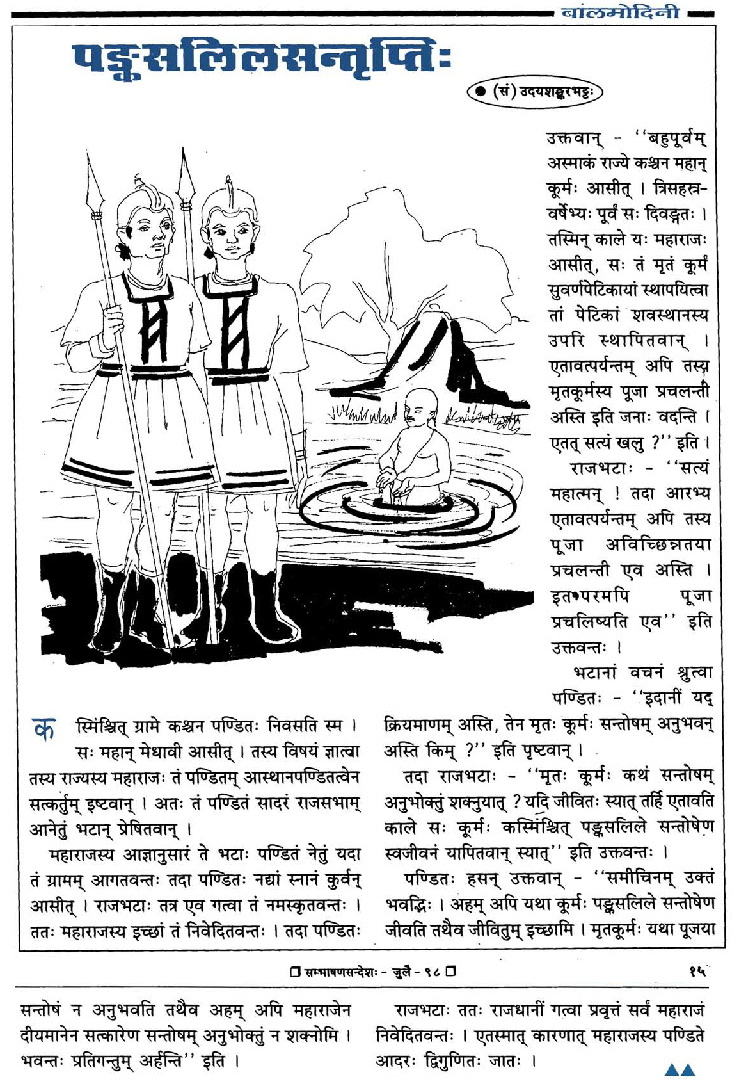 बालमोदिनी
पङ्कसलिलसन्तृप्तिः
● (सं) उदयशङ्करभट्टः
कस्मिंश्चित् ग्रामे कश्चन पण्डितः निवसति स्म ।
सः महान् मेधावी आसीत् । तस्य विषयं ज्ञात्वा
तस्य राज्यस्य महाराजः तं पण्डितम् आस्थानपण्डितत्वेन
सत्कर्तुम् इष्टवान् । अतः तं पण्डितं सादरं राजसभाम्
आनेतुं भटान् प्रेषितवान् ।
महाराजस्य आज्ञानुसारं ते भटाः पण्डितं नेतुं यदा
तं ग्रामम् आगतवन्तः तदा पण्डितः नद्यां स्नानं कुर्वन्
आसीत् । राजभटाः तत्र एव गत्वा तं नमस्कृतवन्तः ।
ततः महाराजस्य इच्छां तं निवेदितवन्तः । तदा पण्डितः
उक्तवान् - ‘‘बहुपूर्वम्
अस्माकं राज्ये कश्चन महान्
कूर्मः आसीत् । त्रिसहस्र-
वर्षेभ्यः पूर्वं सः दिवङ्गतः ।
तस्मिन् काले यः महाराजः
आसीत्, सः तं मृतं कूर्मं
सुवर्णपेटिकायां स्थापयित्वा
तां पेटिकां शवस्थानस्य
उपरि स्थापितवान् ।
एतावत्पर्यन्तम् अपि तस्य
मृतकूर्मस्य पूजा प्रचलन्ती
अस्ति इति जनाः वदन्ति ।
एतत् सत्यं खलु ?’’ इति ।
राजभटाः - ‘‘सत्यं
महात्मन् ! तदा आरभ्य
एतावत्पर्यन्तम् अपि तस्य
पूजा अविच्छिन्नतया
प्रचलन्ती एव अस्ति ।
इतःपरमपि पूजा
प्रचलिष्यति एव’’ इति
उक्तवन्तः ।
भटानां वचनं श्रुत्वा
पण्डितः - ‘‘इदानीं यद्
क्रियमाणम् अस्ति, तेन मृतः कूर्मः सन्तोषम् अनुभवन्
अस्ति किम् ?’’ इति पृष्टवान् ।
तदा राजभटाः - ‘‘मृतः कूर्मः कथं सन्तोषम्
अनुभोक्तुं शक्नुयात् ? यदि जीवितः स्यात् तर्हि एतावति
काले सः कूर्मः कस्मिंश्चित् पङ्कसलिले सन्तोषेण
स्वजीवनं यापितवान् स्यात्’’ इति उक्तवन्तः ।
पण्डितः हसन् उक्तवान् - ‘‘समीचिनम् उक्तं
भवद्भिः । अहम् अपि यथा कूर्मः पङ्कसलिले सन्तोषेण
जीवति तथैव जीवितुम् इच्छामि । मृतकूर्मः यथा पूजया
❐ सम्भाषणसन्देशः - जुलै - ९८ ❐
१५
सन्तोषं न अनुभवति तथैव अहम् अपि महाराजेन
दीयमानेन सत्कारेण सन्तोषम् अनुभोक्तुं न शक्नोमि ।
भवन्तः प्रतिगन्तुम् अर्हन्ति’’ इति ।
राजभटाः ततः राजधानीं गत्वा प्रवृत्तं सर्वं महाराजं
निवेदितवन्तः । एतस्मात् कारणात् महाराजस्य पण्डिते
आदरः द्विगुणितः जातः ।